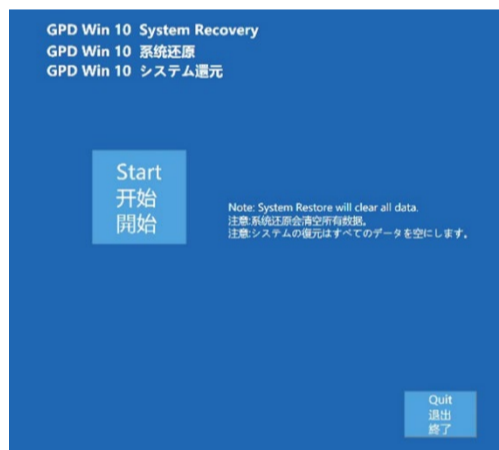 GPD Win 10 System Recovery
GPD Win 10 系统还原
GPD Win 10 システム還元
Start
开始
開始
Note: System Restore will clear all data.
注意:系统还原会清空所有数据。
注意:システムの復元はすべてのデータを空にします。
Quit
退出
終了